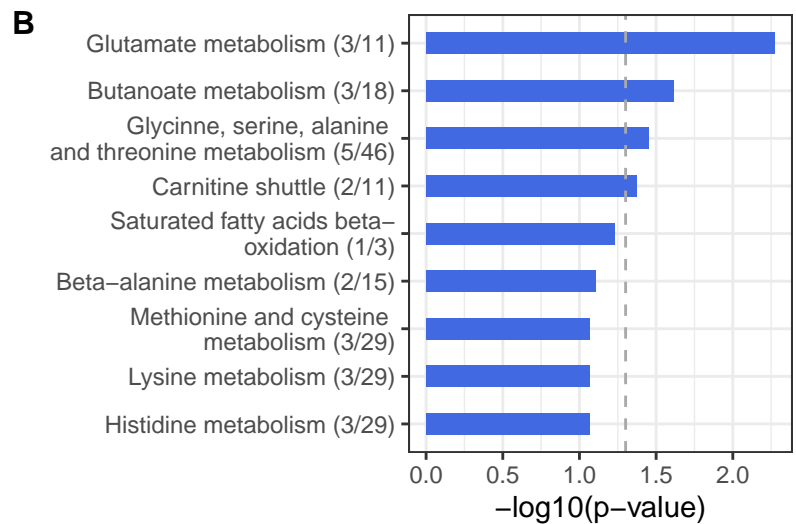 B
Glutamate metabolism (3/11)
Butanoate metabolism (3/18)
Glycinne, serine, alanine
and threonine metabolism (5/46)
Carnitine shuttle (2/11)
Saturated fatty acids beta−
oxidation (1/3)
Beta−alanine metabolism (2/15)
Methionine and cysteine
metabolism (3/29)
Lysine metabolism (3/29)
Histidine metabolism (3/29)
0.0 0.5 1.0 1.5 2.0
−log10(p−value)